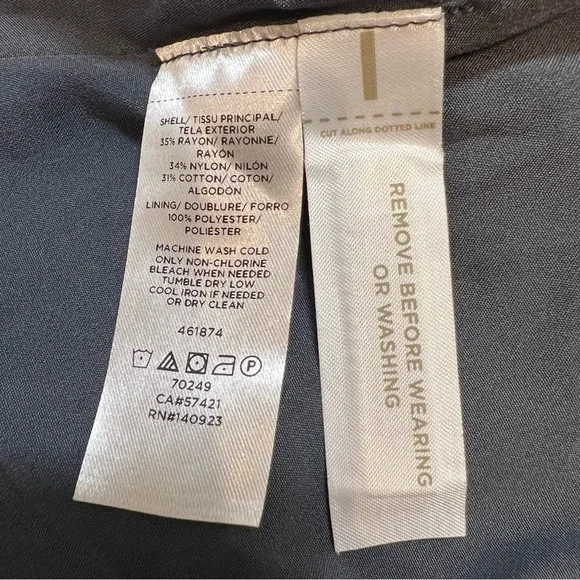 SHELL/ TISSU PRINCIPAL/
TELA EXTERIOR
35% RAYON/ RAYONNE/
RAYÓN
34% NYLON/ NILÓN
31% COTTON/ COTON/
ALGODÓN
LINING/ DOUBLURE/ FORRO
100% POLYESTER/
POLIÉSTER
MACHINE WASH COLD
ONLY NON-CHLORINE
BLEACH WHEN NEEDED
TUMBLE DRY LOW
COOL IRON IF NEEDED
OR DRY CLEAN
461874
P
70249
CA#57421
RN#140923
CUT ALONG DOTTED LINE
REMOVE BEFORE WEARING
OR WASHING